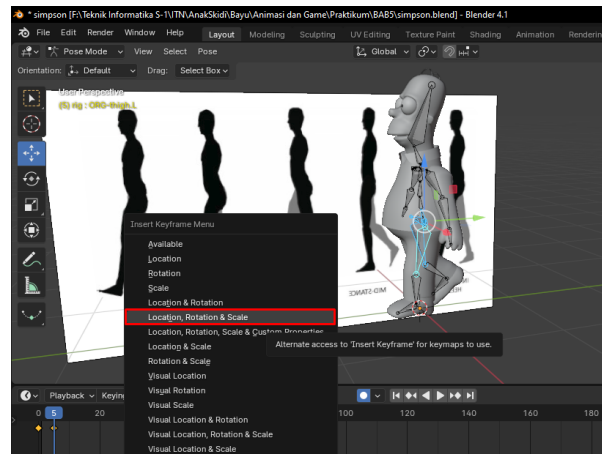 * simpson [F:\Teknik Informatika S-1\ITN\AnakSkidi\Bayu\Animasi dan Game\Praktikum\BAB5\simpson.blend] - Blender 4.1
File Edit Render Window Help Layout Modeling Sculpting UV Editing Texture Paint Shading Animation Renderin
Pose Mode View Select Pose Global
Orientation: Default Drag: Select Box
User Perspective
(5) rig : ORG-thigh.L
Insert Keyframe Menu
Available
Location
Rotation
Scale
Location & Rotation
Location, Rotation & Scale
Location, Rotation, Scale & Custom Properties
Location & Scale
Alternate access to 'Insert Keyframe' for keymaps to use.
Rotation & Scale
Visual Location
Visual Rotation
Visual Scale
Visual Location & Rotation
Visual Location, Rotation & Scale
Visual Location & Scale
MID-STANCE
Playback Keying
0 5 20 100 120 140 160 180